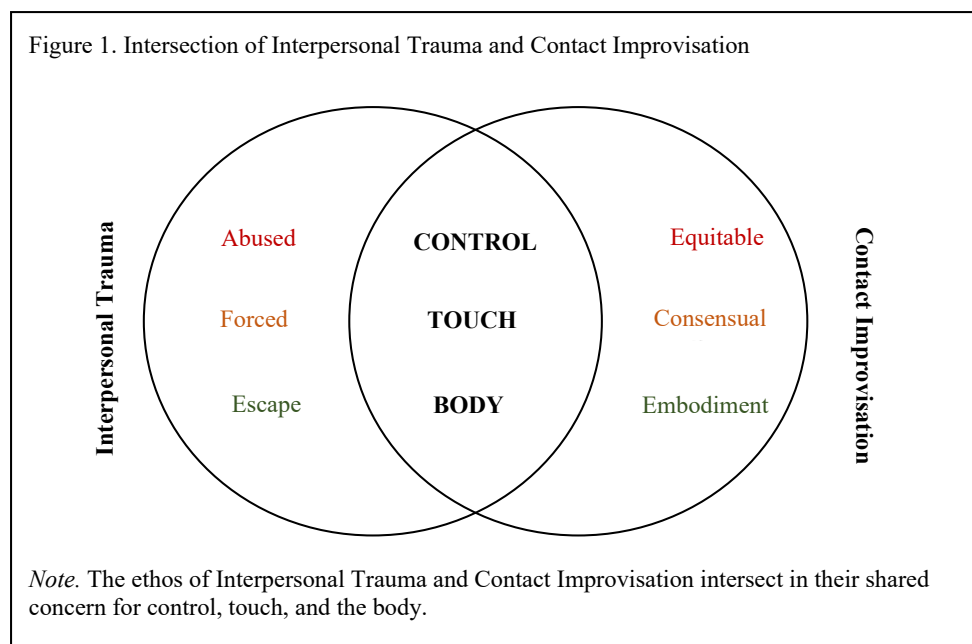 Figure 1. Intersection of Interpersonal Trauma and Contact Improvisation
Interpersonal Trauma
Abused CONTROL Equitable
Forced TOUCH Consensual
Escape BODY Embodiment
Contact Improvisation
Note. The ethos of Interpersonal Trauma and Contact Improvisation intersect in their shared
concern for control, touch, and the body.